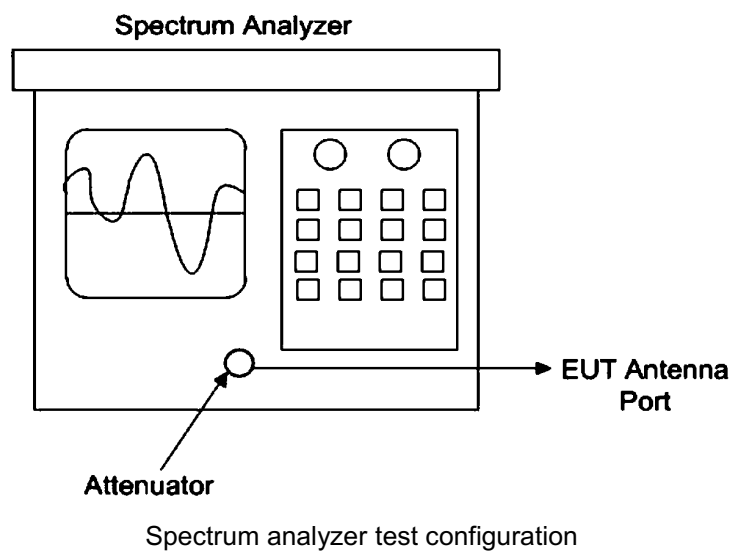 Spectrum Analyzer
EUT Antenna
Port
Attenuator
Spectrum analyzer test configuration